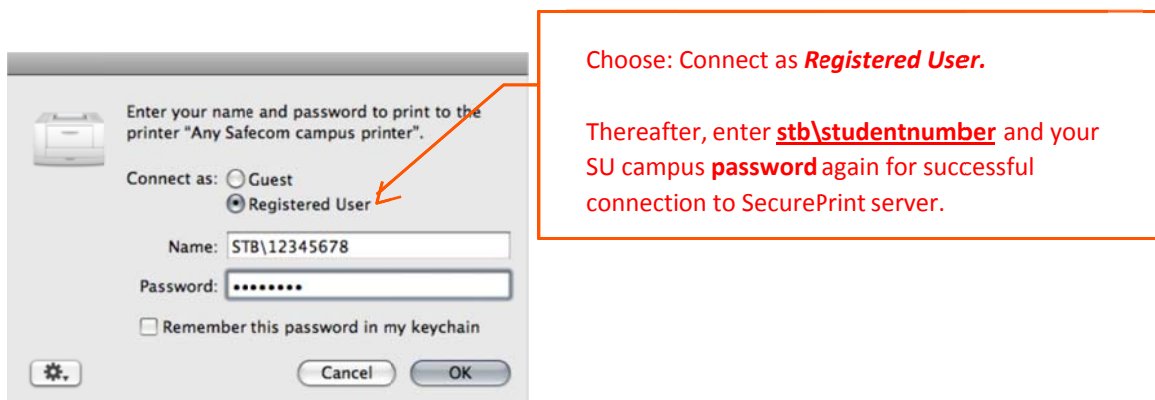 Enter your name and password to print to the
printer “Any Safecom campus printer”.
Connect as: Guest
Registered User
Name: STB\12345678
Password: ••••••••
Remember this password in my keychain
Cancel OK
Choose: Connect as Registered User.
Thereafter, enter stb\studentnumber and your
SU campus password again for successful
connection to SecurePrint server.